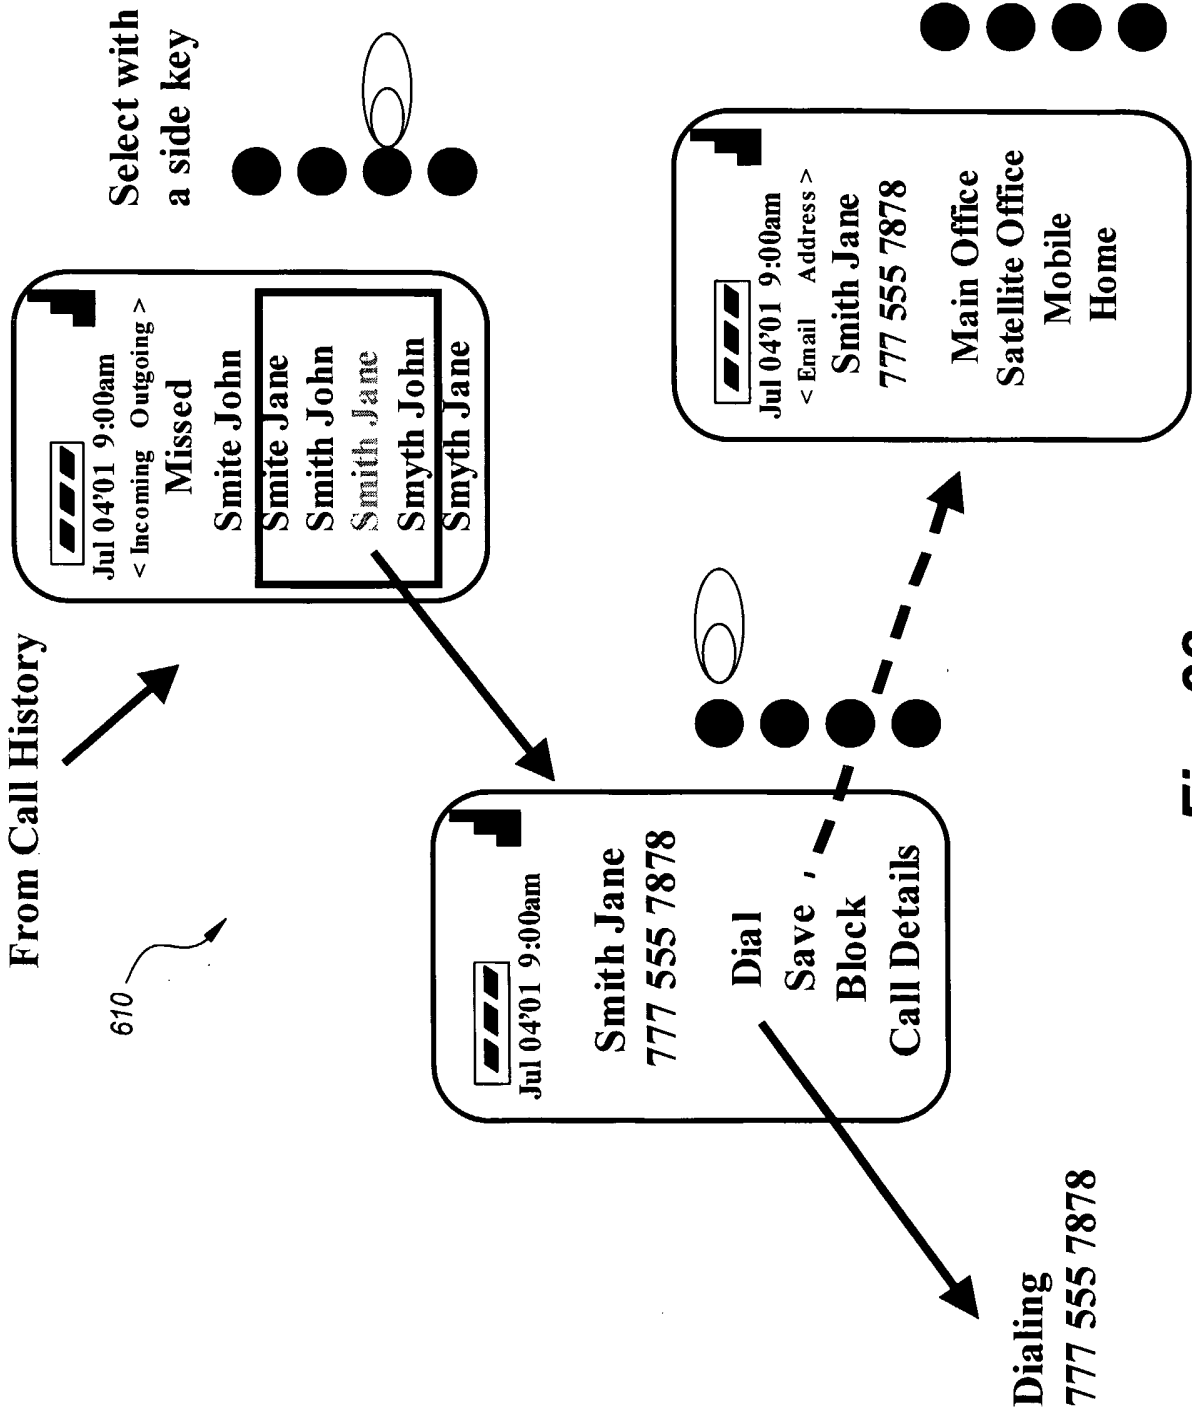 From Call History
610
Jul 04'01 9:00am
< Incoming Outgoing >
Missed
Smite John
Smite Jane
Smith John
Smith Jane
Smyth John
Smyth Jane
Select with
a side key
Jul 04'01 9:00am
Smith Jane
777 555 7878
Dial
Save
Block
Call Details
Jul 04'01 9:00am
< Email Address >
Smith Jane
777 555 7878
Main Office
Satellite Office
Mobile
Home
Dialing
777 555 7878